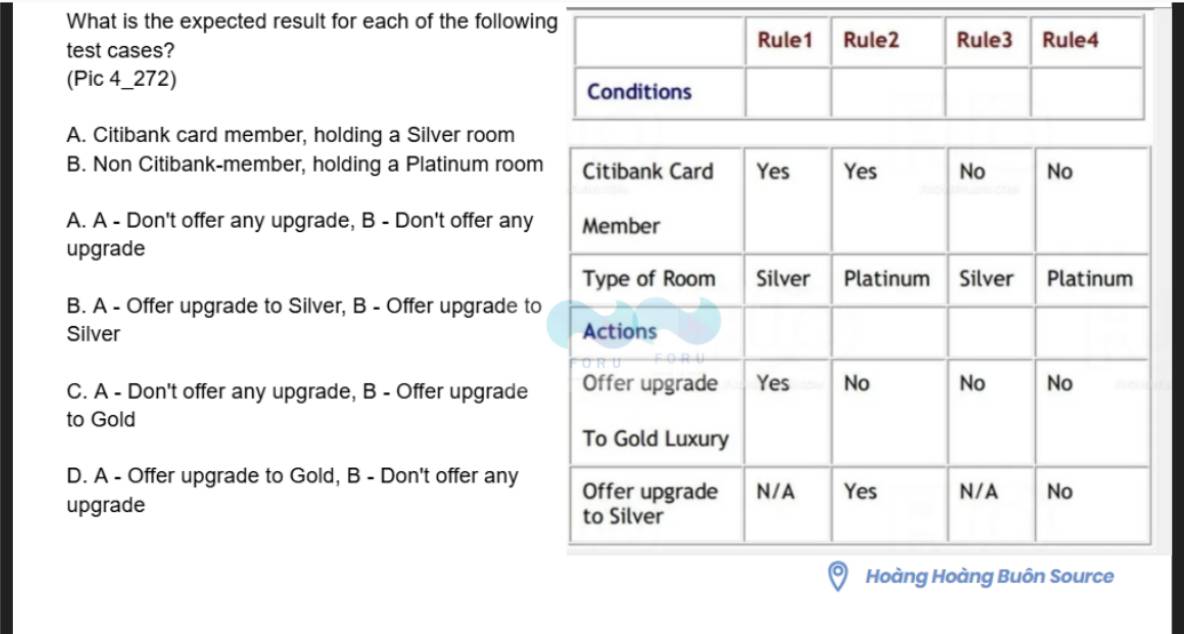 What is the expected result for each of the following
test cases?
(Pic 4_272)
A. Citibank card member, holding a Silver room
B. Non Citibank-member, holding a Platinum room
A. A - Don't offer any upgrade, B - Don't offer any
upgrade
B. A - Offer upgrade to Silver, B - Offer upgrade to
Silver
C. A - Don't offer any upgrade, B - Offer upgrade
to Gold
D. A - Offer upgrade to Gold, B - Don't offer any
upgrade
Rule1 Rule2 Rule3 Rule4
Conditions
Citibank Card Yes Yes No No
Member
Type of Room Silver Platinum Silver Platinum
Actions
FORU FORU
Offer upgrade Yes No No No
To Gold Luxury
Offer upgrade N/A Yes N/A No
to Silver
Hoàng Hoàng Buôn Source